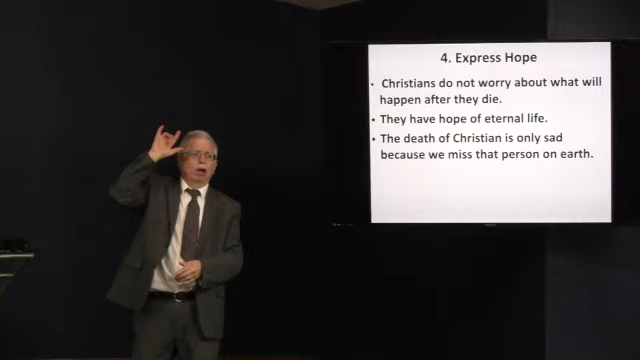 4. Express Hope
• Christians do not worry about what will
happen after they die.
• They have hope of eternal life.
• The death of Christian is only sad
because we miss that person on earth.